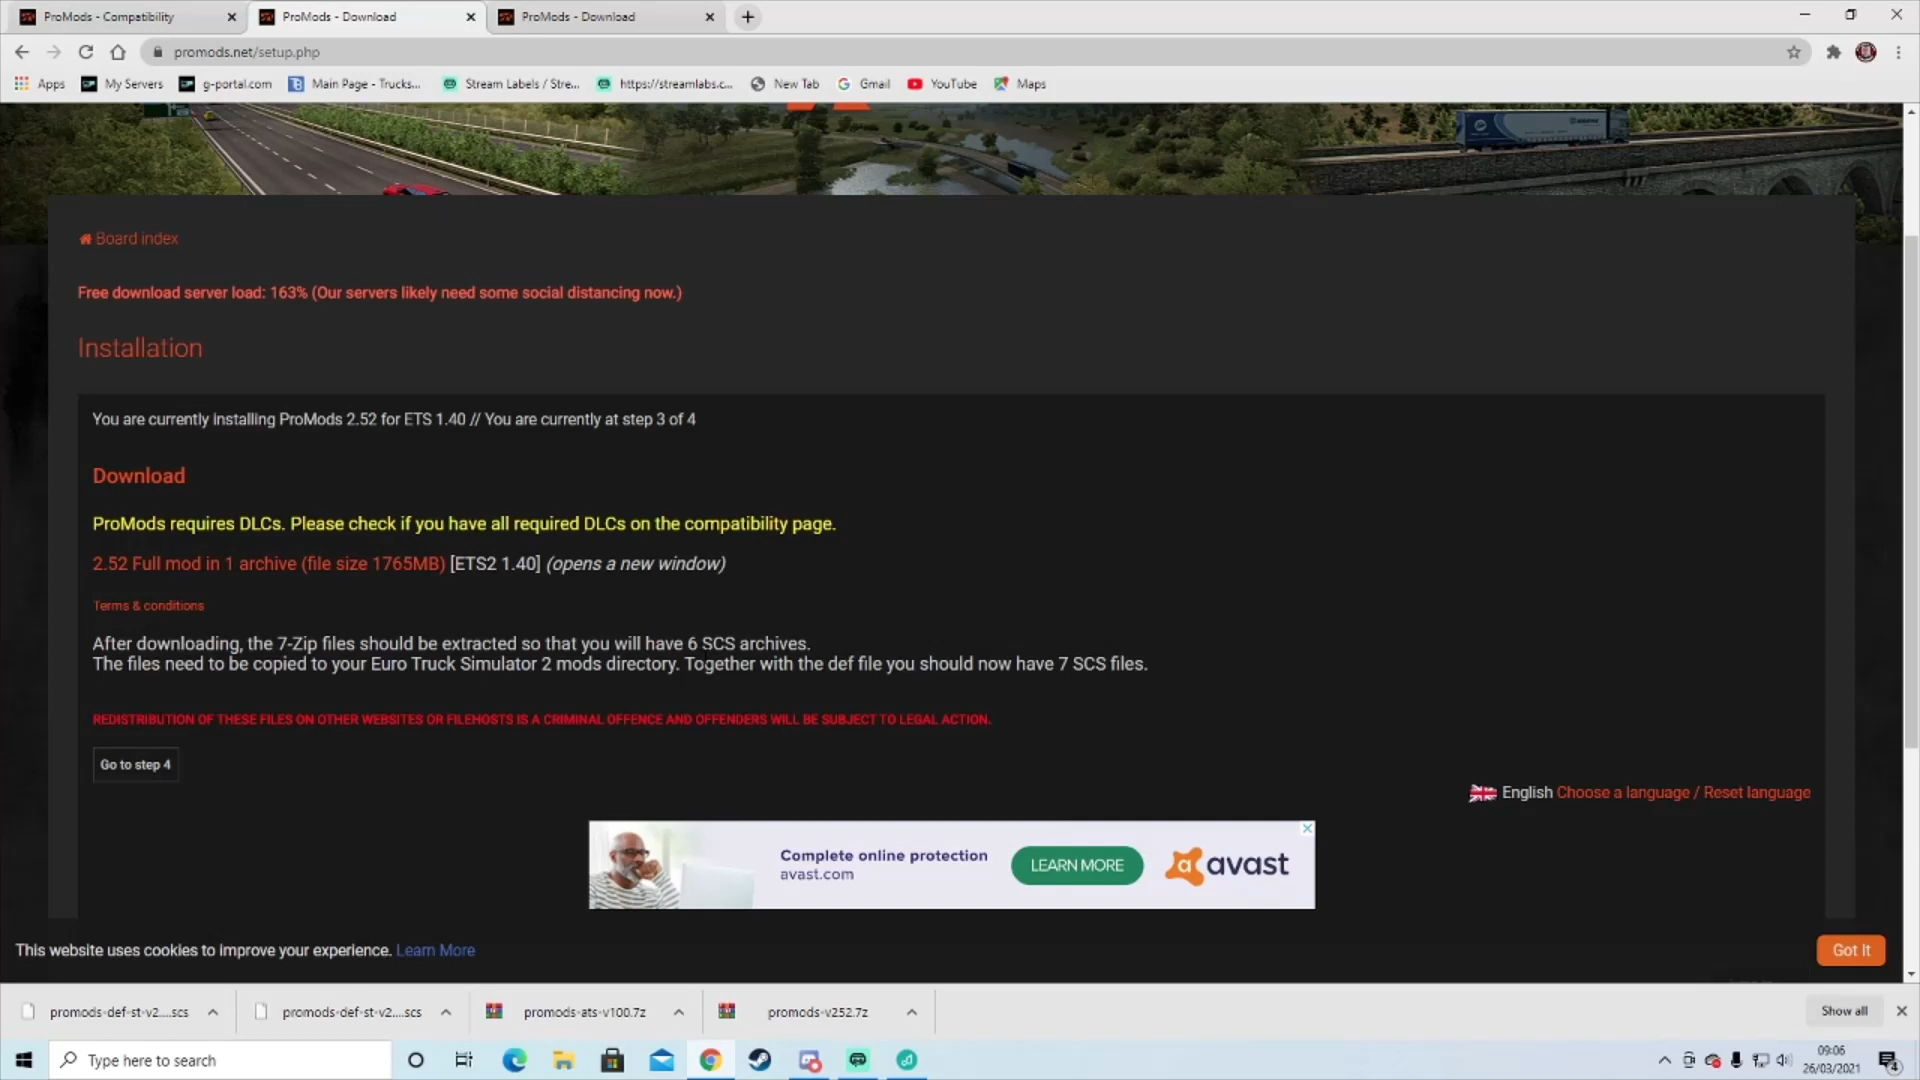 ProMods - Compatibility
ProMods - Download
ProMods - Download
promods.net/setup.php
Apps
My Servers
g-portal.com
Main Page - Trucks...
Stream Labels / Stre...
https://streamlabs.c...
New Tab
Gmail
YouTube
Maps
Board index
Free download server load: 163% (Our servers likely need some social distancing now.)
Installation
You are currently installing ProMods 2.52 for ETS 1.40 // You are currently at step 3 of 4
Download
ProMods requires DLCs. Please check if you have all required DLCs on the compatibility page.
2.52 Full mod in 1 archive (file size 1765MB) [ETS2 1.40] (opens a new window)
Terms & conditions
After downloading, the 7-Zip files should be extracted so that you will have 6 SCS archives.
The files need to be copied to your Euro Truck Simulator 2 mods directory. Together with the def file you should now have 7 SCS files.
REDISTRIBUTION OF THESE FILES ON OTHER WEBSITES OR FILEHOSTS IS A CRIMINAL OFFENCE AND OFFENDERS WILL BE SUBJECT TO LEGAL ACTION.
Go to step 4
English Choose a language / Reset language
Complete online protection
avast.com
LEARN MORE
avast
This website uses cookies to improve your experience. Learn More
Got It
promods-def-st-v2....scs
promods-def-st-v2....scs
promods-ats-v100.7z
promods-v252.7z
Show all
Type here to search
09:06
26/03/2021
4